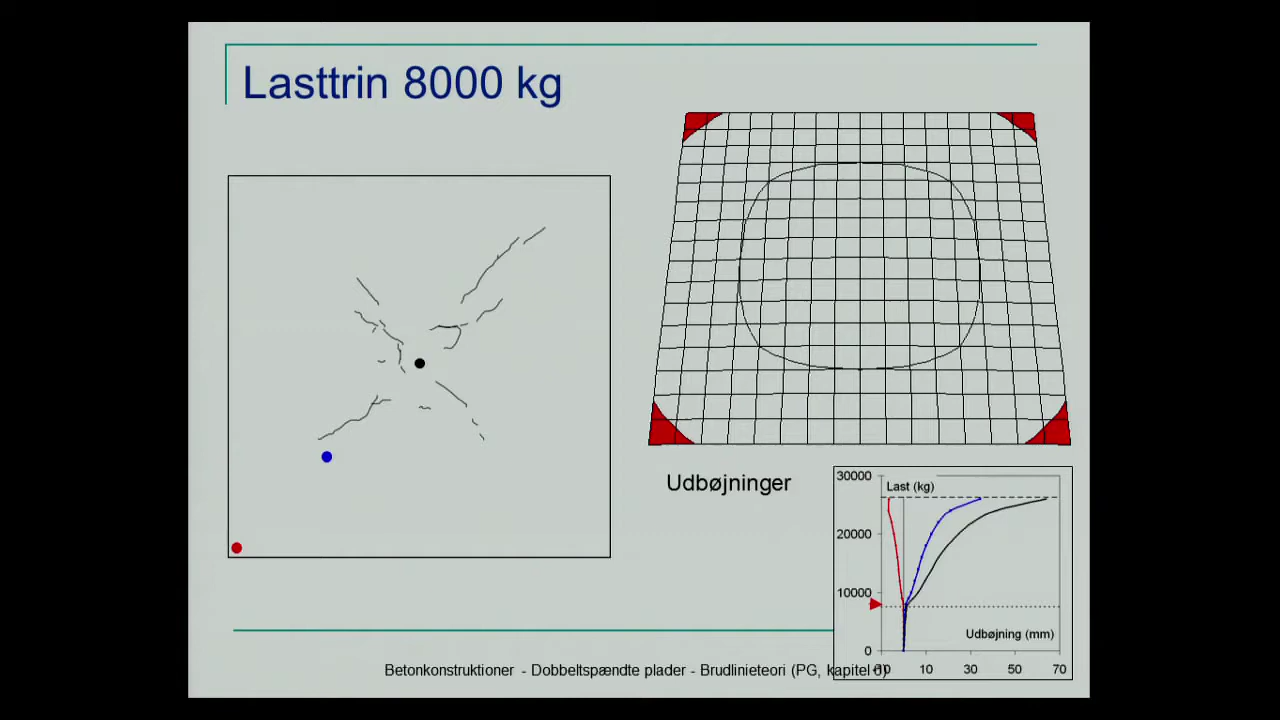 Lasttrin 8000 kg
Udbøjninger
30000
Last (kg)
20000
10000
Udbøjning (mm)
0
10 30 50 70
Betonkonstruktioner - Dobbeltspændte plader - Brudlinieteori (PG, kapitel